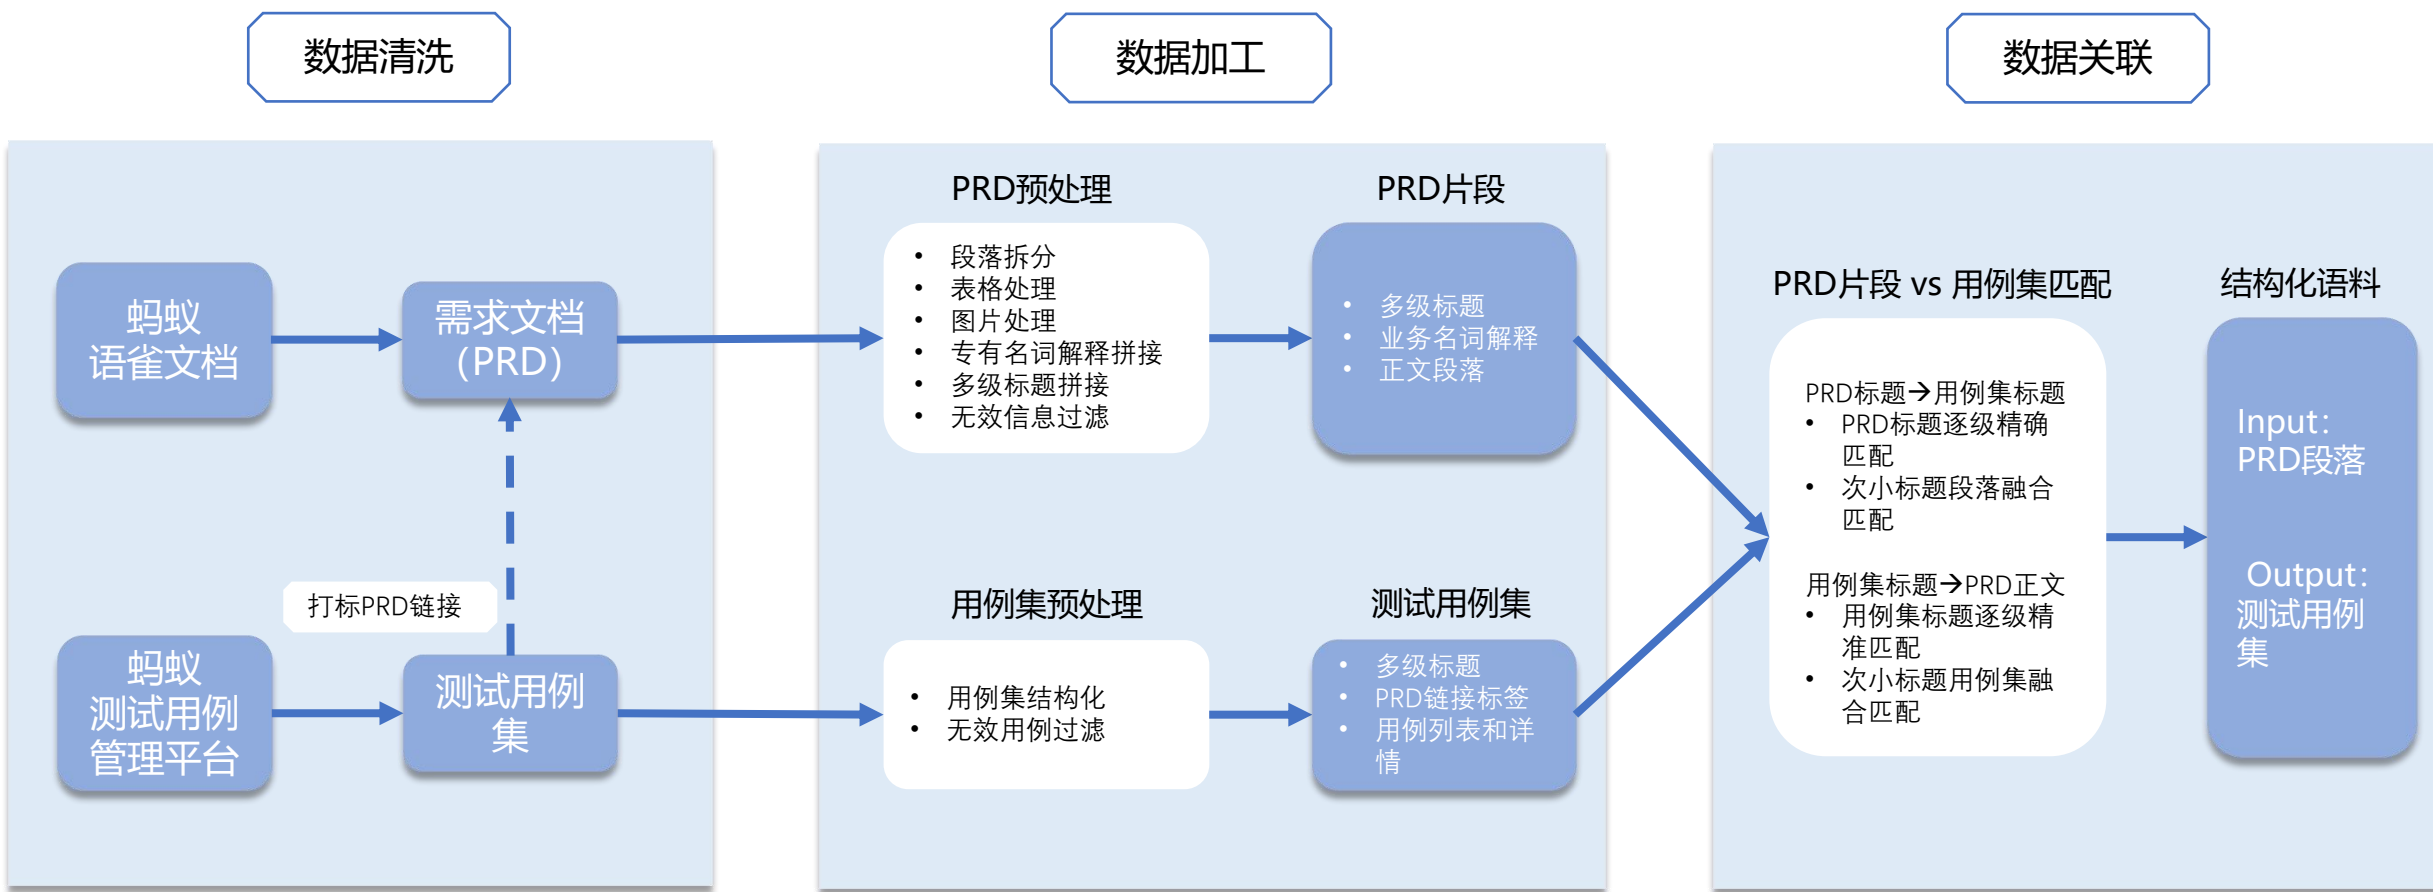 数据清洗
数据加工
数据关联
蚂蚁
语雀文档
需求文档
（PRD）
打标PRD链接
蚂蚁
测试用例
管理平台
测试用例
集
PRD预处理
• 段落拆分
• 表格处理
• 图片处理
• 专有名词解释拼接
• 多级标题拼接
• 无效信息过滤
PRD片段
• 多级标题
• 业务名词解释
• 正文段落
用例集预处理
• 用例集结构化
• 无效用例过滤
测试用例集
• 多级标题
• PRD链接标签
• 用例列表和详
情
PRD片段 vs 用例集匹配
PRD标题→用例集标题
• PRD标题逐级精确
匹配
• 次小标题段落融合
匹配
用例集标题→PRD正文
• 用例集标题逐级精
准匹配
• 次小标题用例集融
合匹配
结构化语料
Input：
PRD段落
Output：
测试用例
集